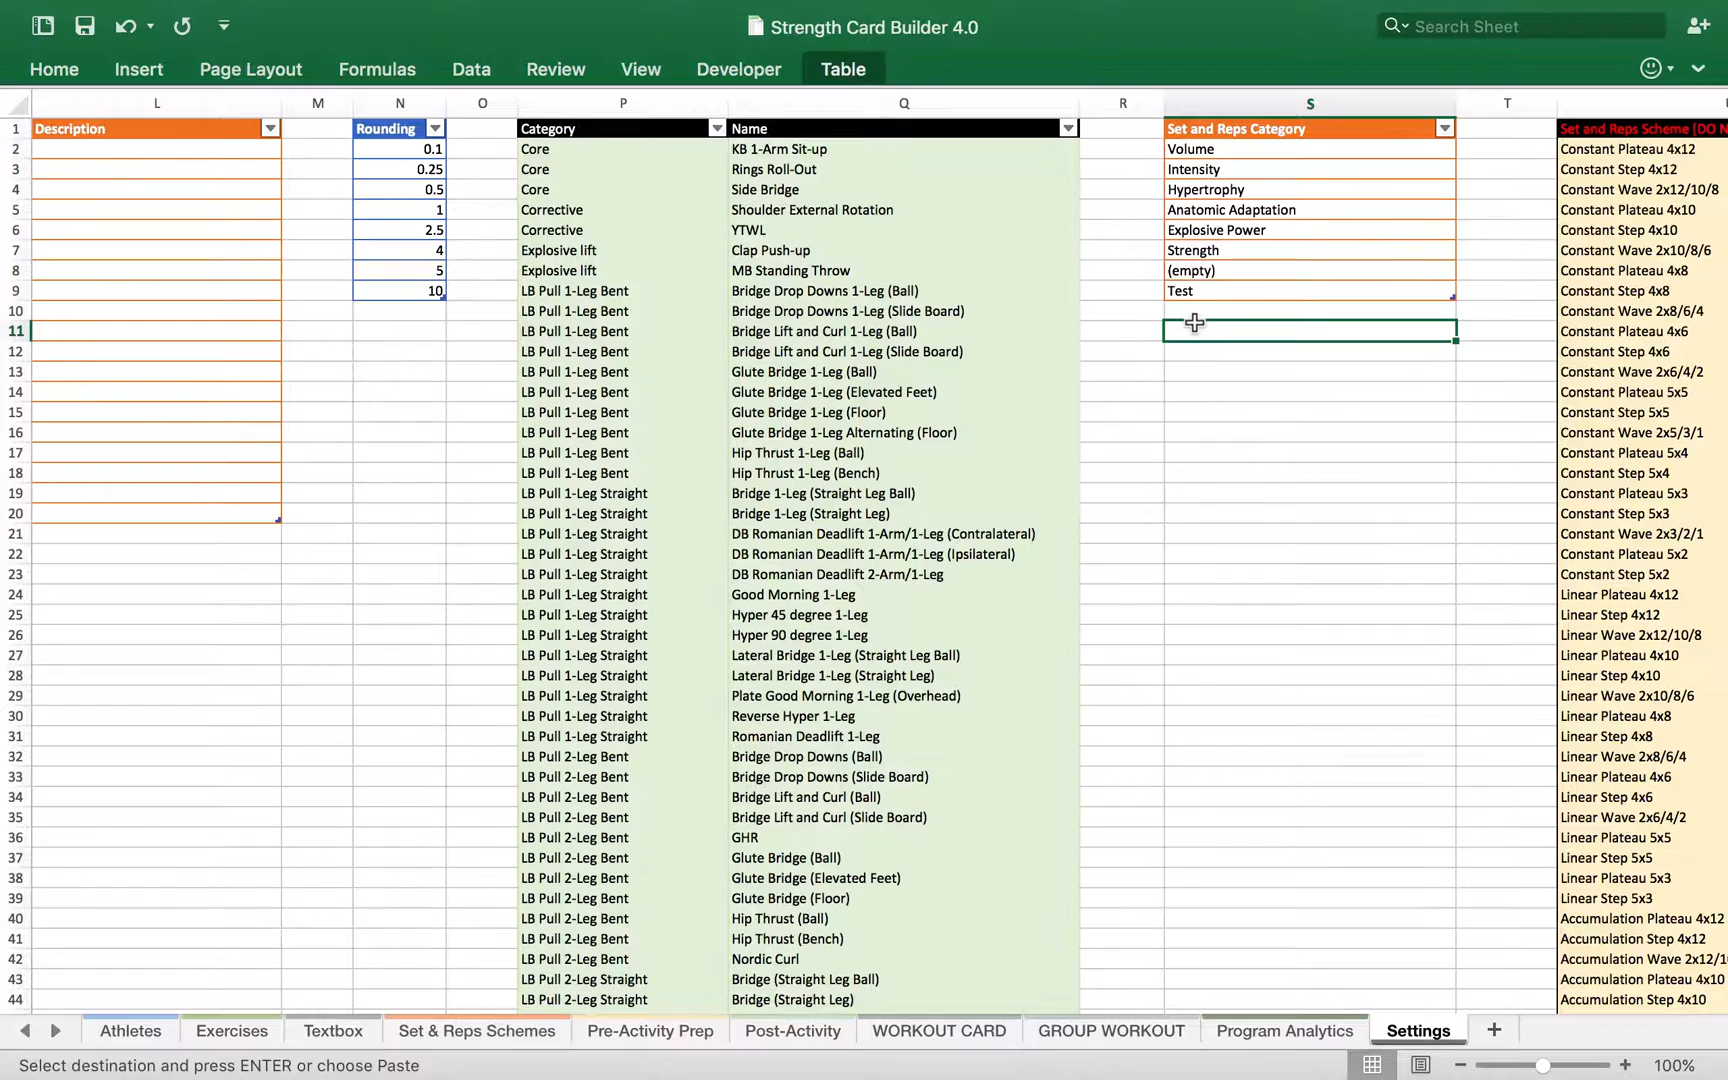 Strength Card Builder 4.0
Search Sheet
Home Insert Page Layout Formulas Data Review View Developer Table
L M N O P Q R S T
1 Description Rounding Category Name Set and Reps Category Set and Reps Scheme [DO N
2 0.1 Core KB 1-Arm Sit-up Volume Constant Plateau 4x12
3 0.25 Core Rings Roll-Out Intensity Constant Step 4x12
4 0.5 Core Side Bridge Hypertrophy Constant Wave 2x12/10/8
5 1 Corrective Shoulder External Rotation Anatomic Adaptation Constant Plateau 4x10
6 2.5 Corrective YTWL Explosive Power Constant Step 4x10
7 4 Explosive lift Clap Push-up Strength Constant Wave 2x10/8/6
8 5 Explosive lift MB Standing Throw (empty) Constant Plateau 4x8
9 10 LB Pull 1-Leg Bent Bridge Drop Downs 1-Leg (Ball) Test Constant Step 4x8
10 LB Pull 1-Leg Bent Bridge Drop Downs 1-Leg (Slide Board) Constant Wave 2x8/6/4
11 LB Pull 1-Leg Bent Bridge Lift and Curl 1-Leg (Ball) Constant Plateau 4x6
12 LB Pull 1-Leg Bent Bridge Lift and Curl 1-Leg (Slide Board) Constant Step 4x6
13 LB Pull 1-Leg Bent Glute Bridge 1-Leg (Ball) Constant Wave 2x6/4/2
14 LB Pull 1-Leg Bent Glute Bridge 1-Leg (Elevated Feet) Constant Plateau 5x5
15 LB Pull 1-Leg Bent Glute Bridge 1-Leg (Floor) Constant Step 5x5
16 LB Pull 1-Leg Bent Glute Bridge 1-Leg Alternating (Floor) Constant Wave 2x5/3/1
17 LB Pull 1-Leg Bent Hip Thrust 1-Leg (Ball) Constant Plateau 5x4
18 LB Pull 1-Leg Bent Hip Thrust 1-Leg (Bench) Constant Step 5x4
19 LB Pull 1-Leg Straight Bridge 1-Leg (Straight Leg Ball) Constant Plateau 5x3
20 LB Pull 1-Leg Straight Bridge 1-Leg (Straight Leg) Constant Step 5x3
21 LB Pull 1-Leg Straight DB Romanian Deadlift 1-Arm/1-Leg (Contralateral) Constant Wave 2x3/2/1
22 LB Pull 1-Leg Straight DB Romanian Deadlift 1-Arm/1-Leg (Ipsilateral) Constant Plateau 5x2
23 LB Pull 1-Leg Straight DB Romanian Deadlift 2-Arm/1-Leg Constant Step 5x2
24 LB Pull 1-Leg Straight Good Morning 1-Leg Linear Plateau 4x12
25 LB Pull 1-Leg Straight Hyper 45 degree 1-Leg Linear Step 4x12
26 LB Pull 1-Leg Straight Hyper 90 degree 1-Leg Linear Wave 2x12/10/8
27 LB Pull 1-Leg Straight Lateral Bridge 1-Leg (Straight Leg Ball) Linear Plateau 4x10
28 LB Pull 1-Leg Straight Lateral Bridge 1-Leg (Straight Leg) Linear Step 4x10
29 LB Pull 1-Leg Straight Plate Good Morning 1-Leg (Overhead) Linear Wave 2x10/8/6
30 LB Pull 1-Leg Straight Reverse Hyper 1-Leg Linear Plateau 4x8
31 LB Pull 1-Leg Straight Romanian Deadlift 1-Leg Linear Step 4x8
32 LB Pull 2-Leg Bent Bridge Drop Downs (Ball) Linear Wave 2x8/6/4
33 LB Pull 2-Leg Bent Bridge Drop Downs (Slide Board) Linear Plateau 4x6
34 LB Pull 2-Leg Bent Bridge Lift and Curl (Ball) Linear Step 4x6
35 LB Pull 2-Leg Bent Bridge Lift and Curl (Slide Board) Linear Wave 2x6/4/2
36 LB Pull 2-Leg Bent GHR Linear Plateau 5x5
37 LB Pull 2-Leg Bent Glute Bridge (Ball) Linear Step 5x5
38 LB Pull 2-Leg Bent Glute Bridge (Elevated Feet) Linear Plateau 5x3
39 LB Pull 2-Leg Bent Glute Bridge (Floor) Linear Step 5x3
40 LB Pull 2-Leg Bent Hip Thrust (Ball) Accumulation Plateau 4x12
41 LB Pull 2-Leg Bent Hip Thrust (Bench) Accumulation Step 4x12
42 LB Pull 2-Leg Bent Nordic Curl Accumulation Wave 2x12/1
43 LB Pull 2-Leg Straight Bridge (Straight Leg Ball) Accumulation Plateau 4x10
44 LB Pull 2-Leg Straight Bridge (Straight Leg) Accumulation Step 4x10
Athletes Exercises Textbox Set & Reps Schemes Pre-Activity Prep Post-Activity WORKOUT CARD GROUP WORKOUT Program Analytics Settings
Select destination and press ENTER or choose Paste 100%